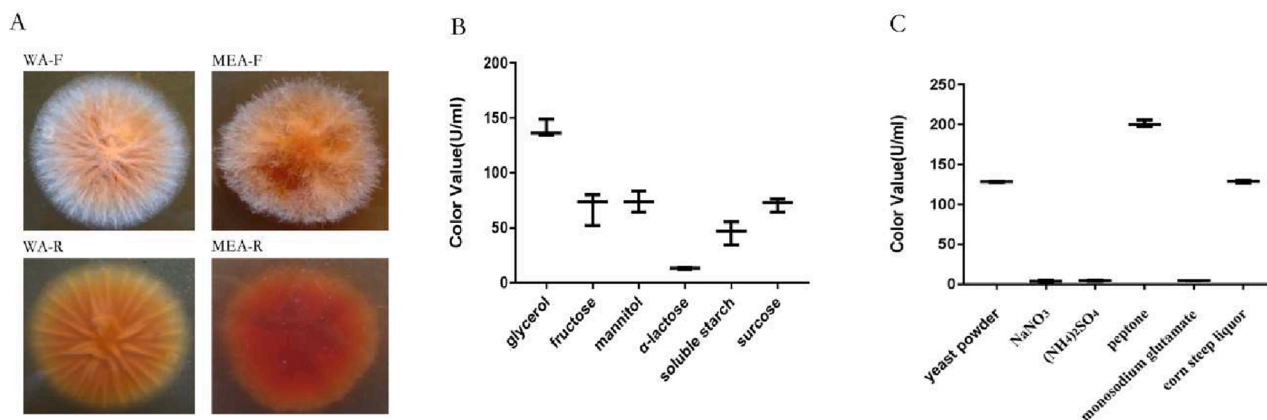 A
WA-F
MEA-F
WA-R
MEA-R
B
Color Value(U/ml)
200
150
100
50
0
glycerol
fructose
mannitol
α-lactose
soluble starch
surcose
C
Color Value(U/ml)
250
200
150
100
50
0
yeast powder
NaNO3
(NH4)2SO4
peptone
monosodium glutamate
corn steep liquor